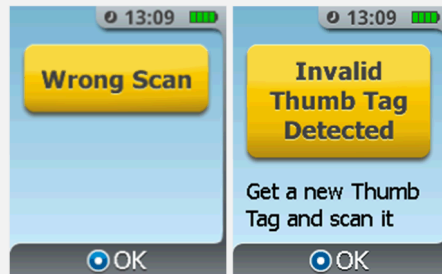 13:09
Wrong Scan
OK
13:09
Invalid
Thumb Tag
Detected
Get a new Thumb
Tag and scan it
OK